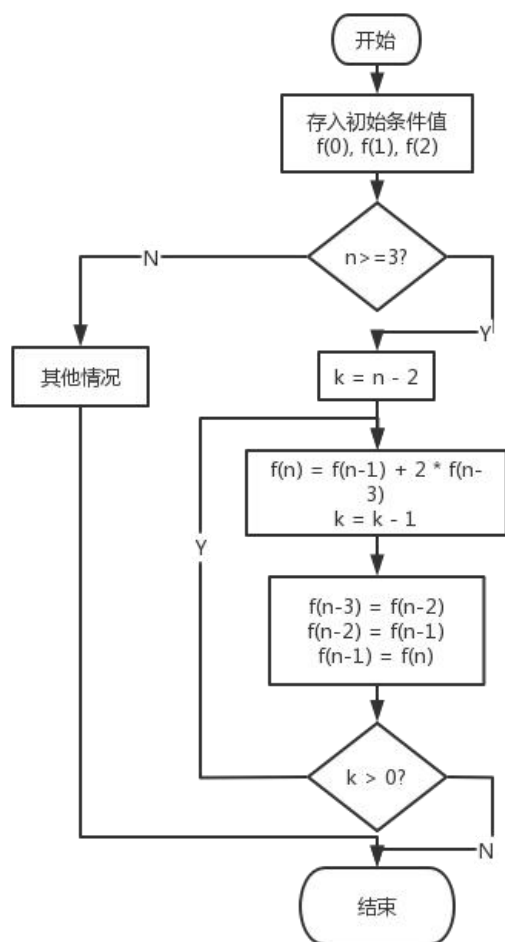 开始
存入初始条件值
f(0), f(1), f(2)
n>=3?
N
Y
其他情况
k = n - 2
f(n) = f(n-1) + 2 * f(n-
3)
k = k - 1
Y
f(n-3) = f(n-2)
f(n-2) = f(n-1)
f(n-1) = f(n)
k > 0?
N
结束